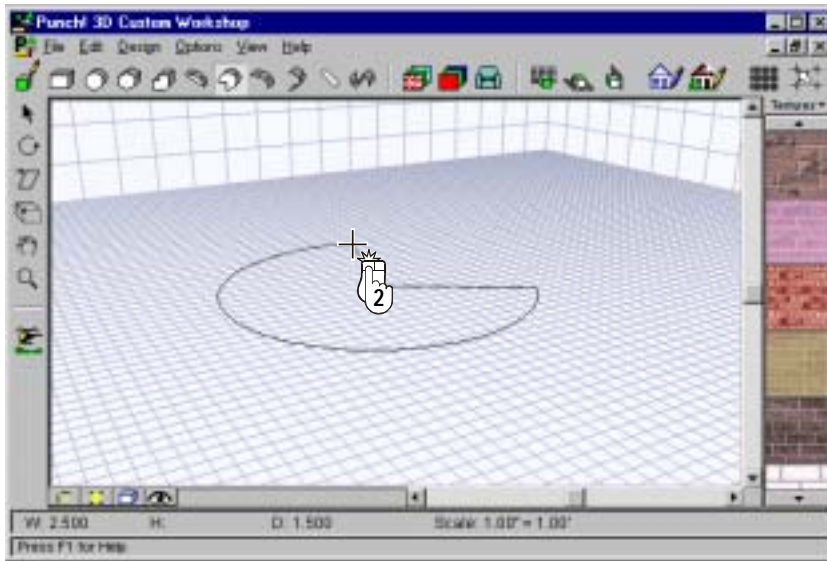 Punch! 3D Custom Workshop
File Edit Design Options View Help
Textures
2
W: 2.500 H: D: 1.500 Scale: 1.00" = 1.00"
Press F1 for Help